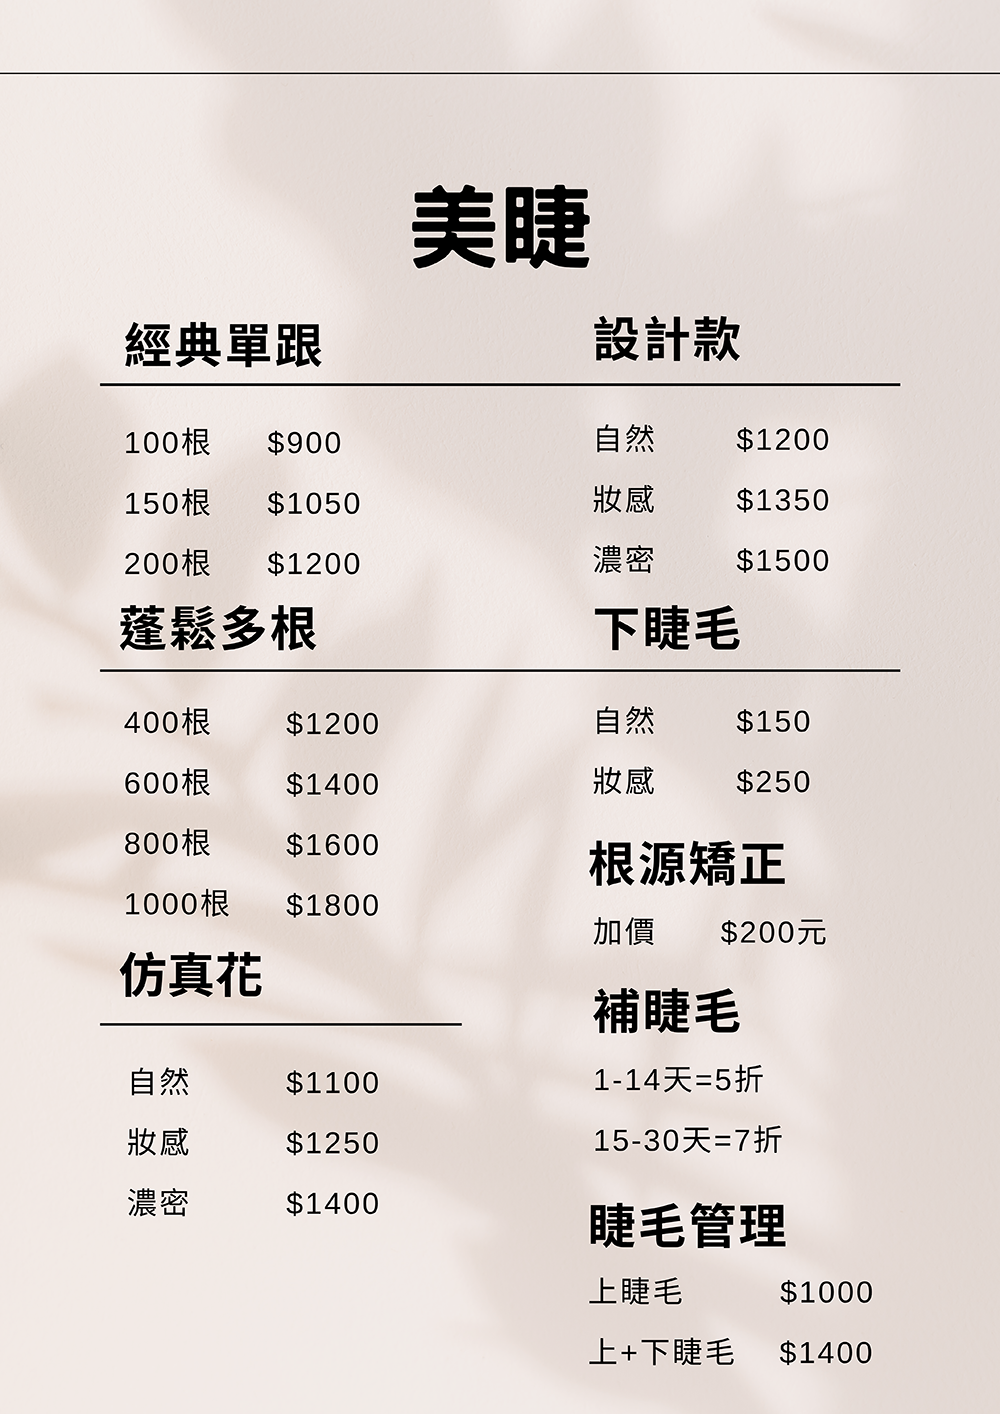 美睫
經典單跟
100根 $900
150根 $1050
200根 $1200
蓬鬆多根
400根 $1200
600根 $1400
800根 $1600
1000根 $1800
仿真花
自然 $1100
妝感 $1250
濃密 $1400
設計款
自然 $1200
妝感 $1350
濃密 $1500
下睫毛
自然 $150
妝感 $250
根源矯正
加價 $200元
補睫毛
1-14天=5折
15-30天=7折
睫毛管理
上睫毛 $1000
上+下睫毛 $1400